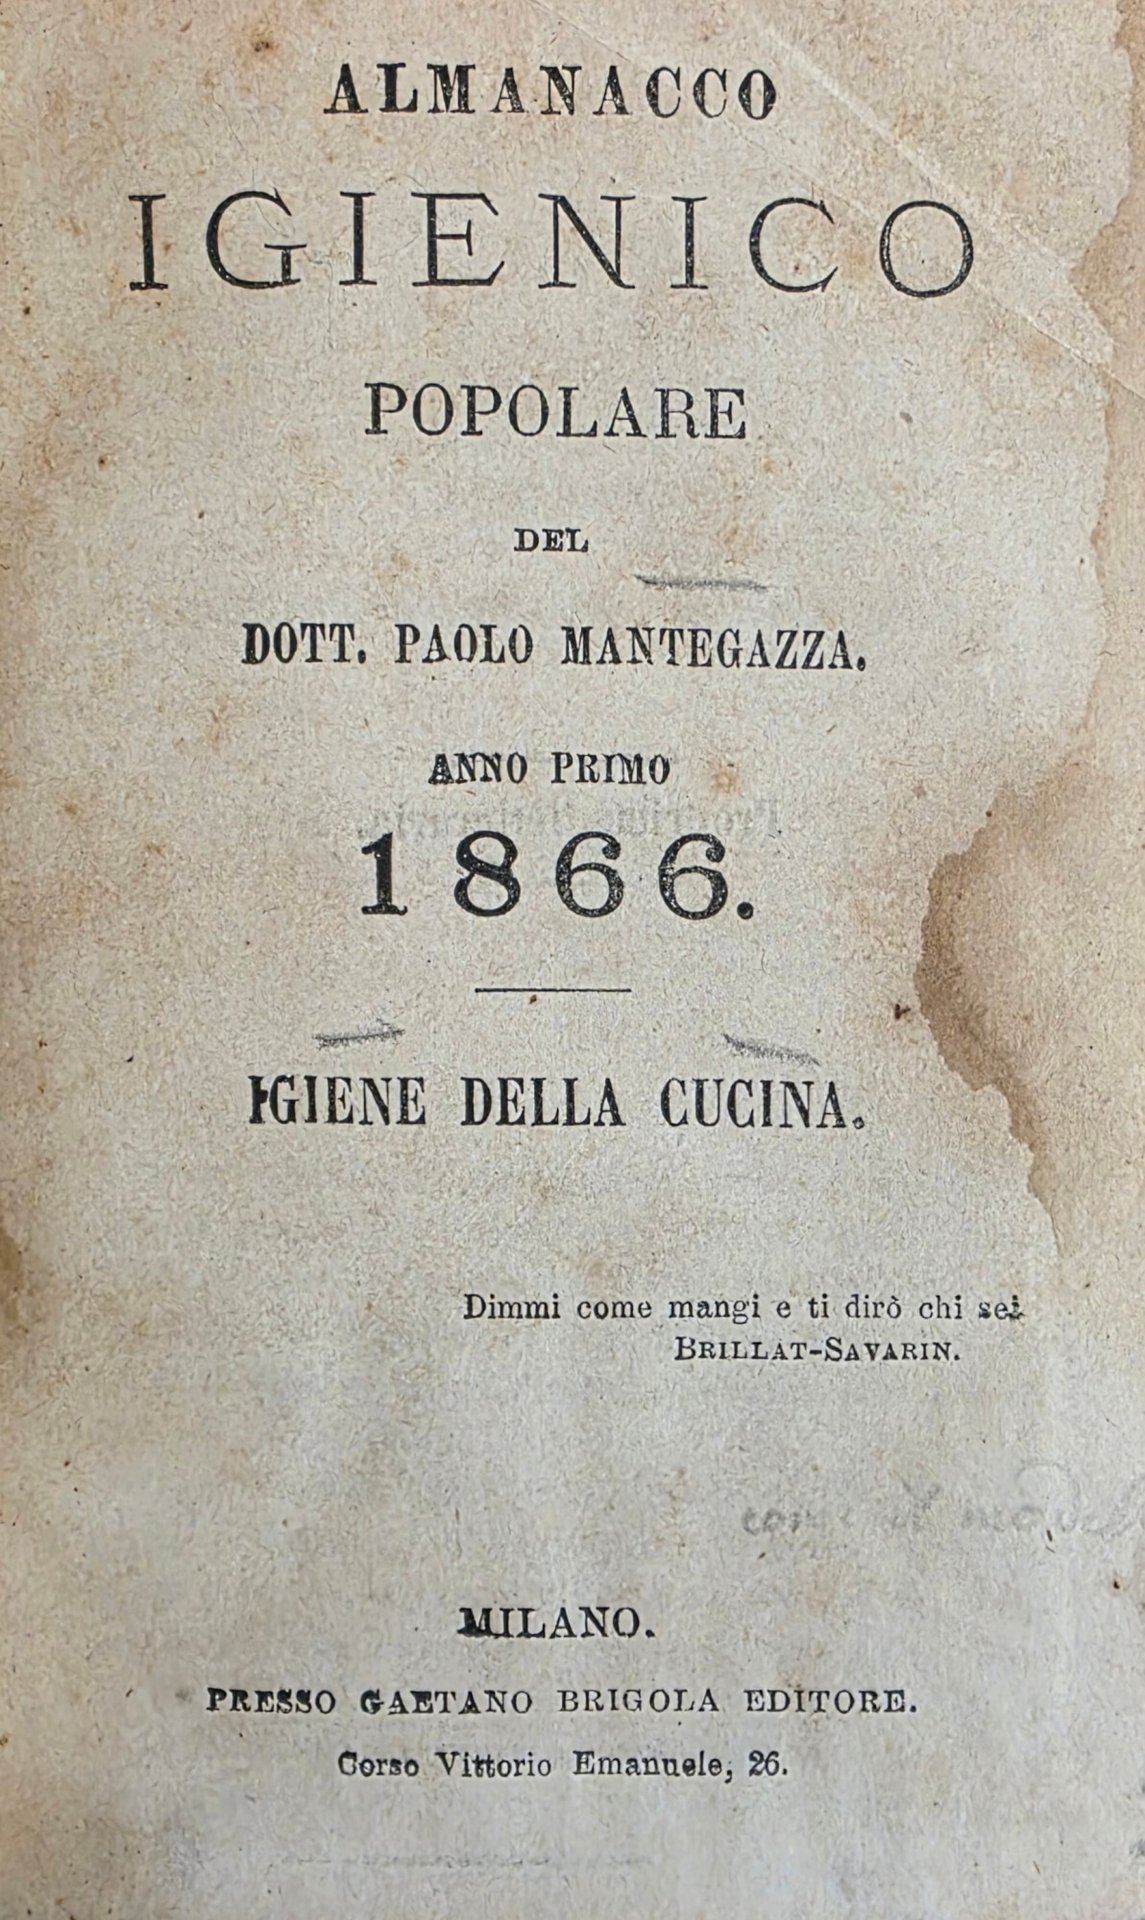 ALMANACCO
IGIENICO
POPOLARE
DEL
DOTT. PAOLO MANTEGAZZA.
ANNO PRIMO
1866.
IGIENE DELLA CUCINA.
Dimmi come mangi e ti dirò chi sei
BRILLAT-SAVARIN.
MILANO.
PRESSO GAETANO BRIGOLA EDITORE.
Corso Vittorio Emanuele, 26.